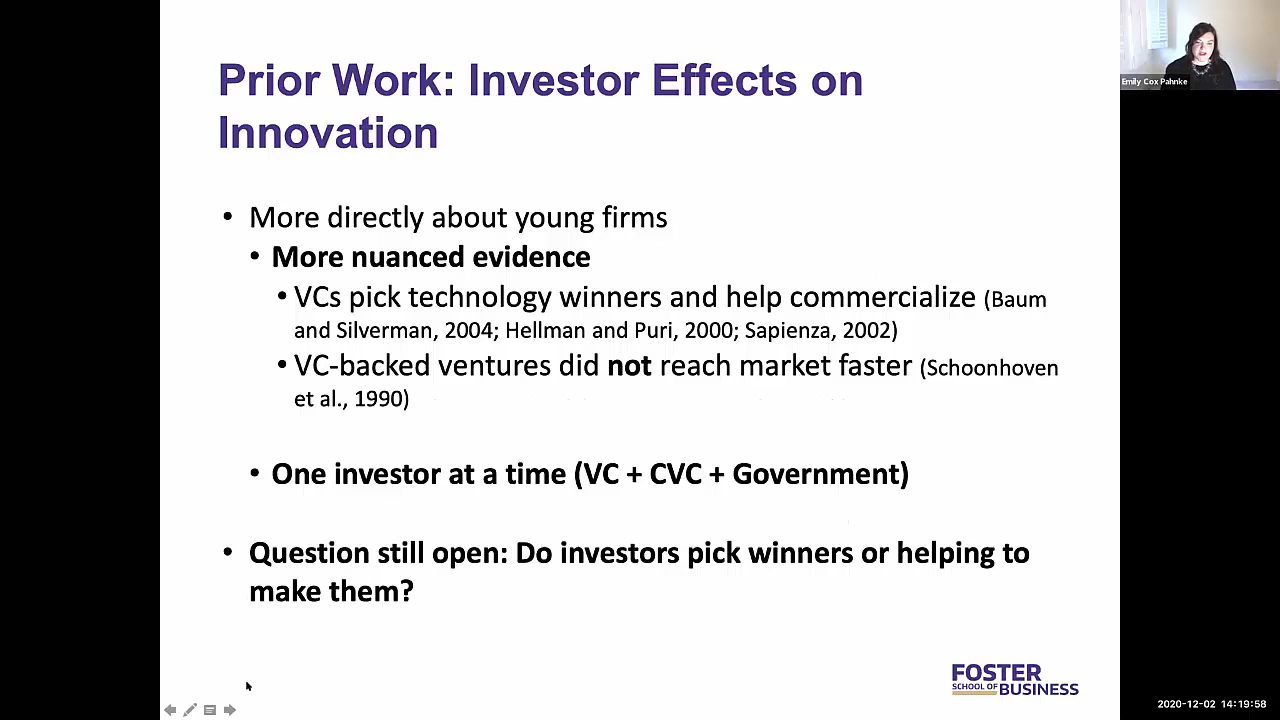 Prior Work: Investor Effects on
Innovation
• More directly about young firms
• More nuanced evidence
• VCs pick technology winners and help commercialize (Baum
and Silverman, 2004; Hellman and Puri, 2000; Sapienza, 2002)
• VC-backed ventures did not reach market faster (Schoonhoven
et al., 1990)
• One investor at a time (VC + CVC + Government)
• Question still open: Do investors pick winners or helping to
make them?
FOSTER
SCHOOL OF BUSINESS
Emily Cox Pahnke
2020-12-02 14:19:58